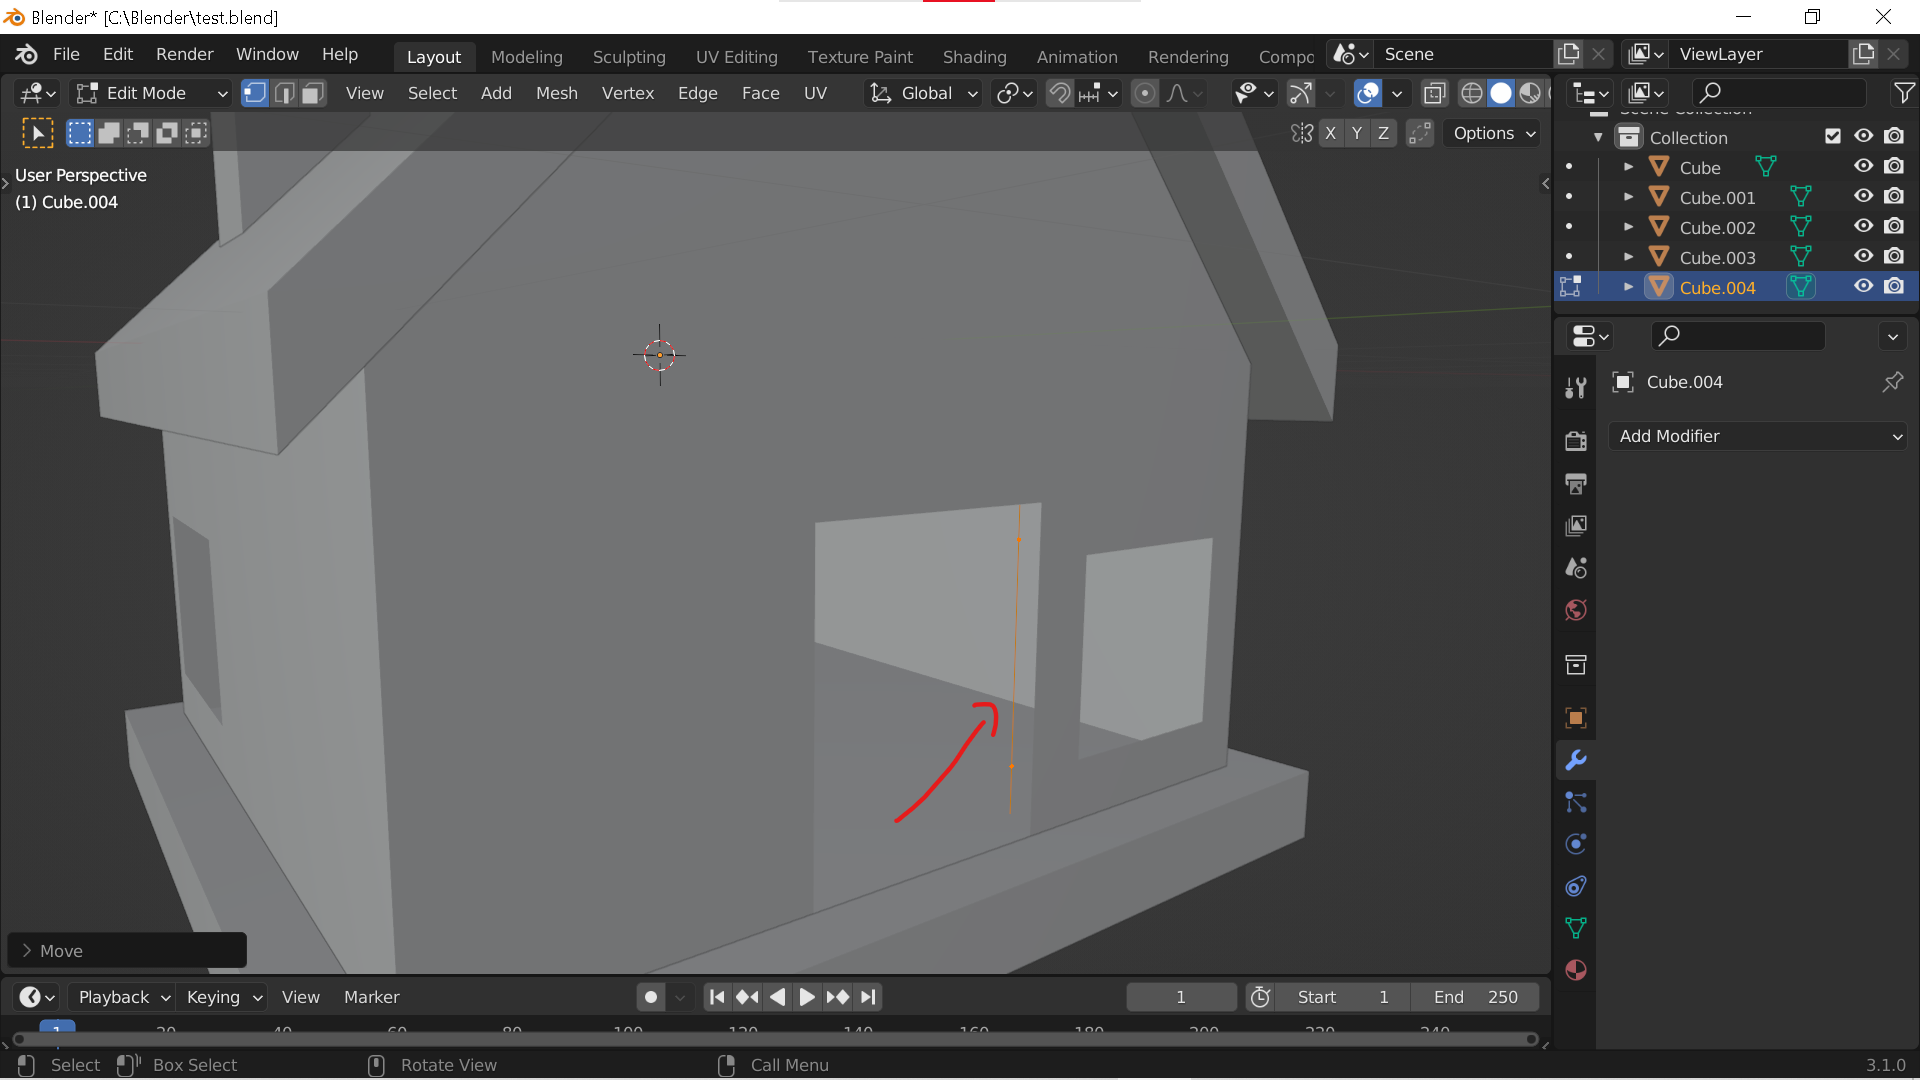 Blender* [C:\Blender\test.blend]
File Edit Render Window Help Layout Modeling Sculpting UV Editing Texture Paint Shading Animation Rendering Compo Scene ViewLayer
Edit Mode View Select Add Mesh Vertex Edge Face UV Global
X Y Z Options
User Perspective
(1) Cube.004
Collection
Cube
Cube.001
Cube.002
Cube.003
Cube.004
Cube.004
Add Modifier
Move
Playback Keying View Marker 1 Start 1 End 250
1 20 40 60 80 100 120 140 160 180 200 220 240
Select Box Select Rotate View Call Menu 3.1.0